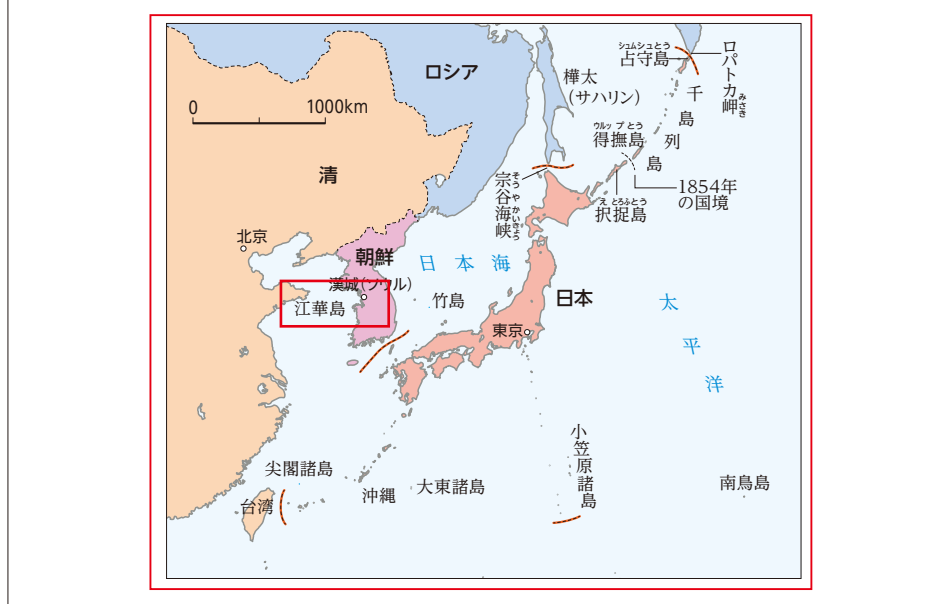 ロシア
樺太
(サハリン)
シュムシュとう
占守島
ロパトカ岬
みさき
千島列島
0 1000km
ウルップとう
得撫島
清
宗谷海峡
そうやかいきょう
1854年
の国境
えとろふとう
択捉島
北京
朝鮮
日本海
漢城(ソウル)
江華島
竹島
日本
太平洋
東京
小笠原諸島
尖閣諸島
台湾
沖縄
大東諸島
南鳥島